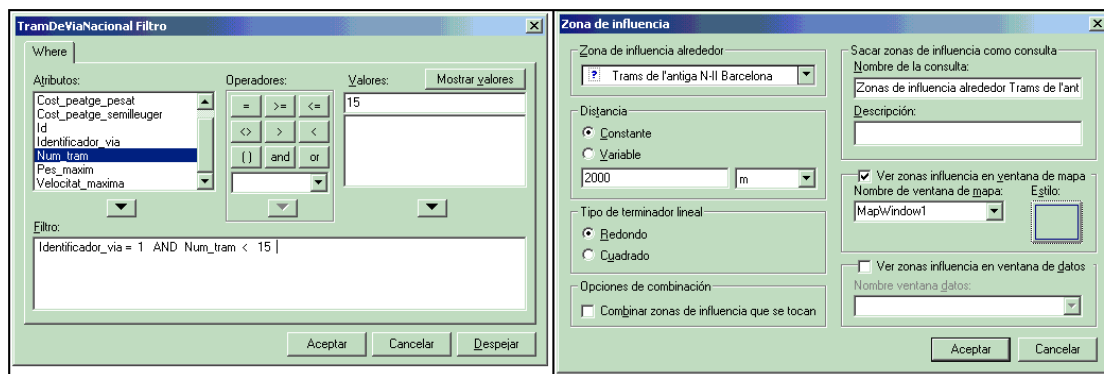 TramDeViaNacional Filtro
Where
Atributos:
Operadores:
Valores:
Mostrar valores
Cost_peatge_pesat
Cost_peatge_semilleuger
Id
Identificador_via
Num_tram
Pes_maxim
Velocitat_maxima
= >= <=
<> > <
() and or
15
Filtro:
Identificador_via = 1 AND Num_tram < 15
Aceptar
Cancelar
Despejar
Zona de influencia
Zona de influencia alrededor
? Trams de l'antiga N-II Barcelona
Distancia
Constante
Variable
2000
m
Tipo de terminador lineal
Redondo
Cuadrado
Opciones de combinación
Combinar zonas de influencia que se tocan
Sacar zonas de influencia como consulta
Nombre de la consulta:
Zonas de influencia alrededor Trams de l'ant
Descripción:
Ver zonas influencia en ventana de mapa
Nombre de ventana de mapa:
Estilo:
MapWindow1
Ver zonas influencia en ventana de datos
Nombre ventana datos:
Aceptar
Cancelar